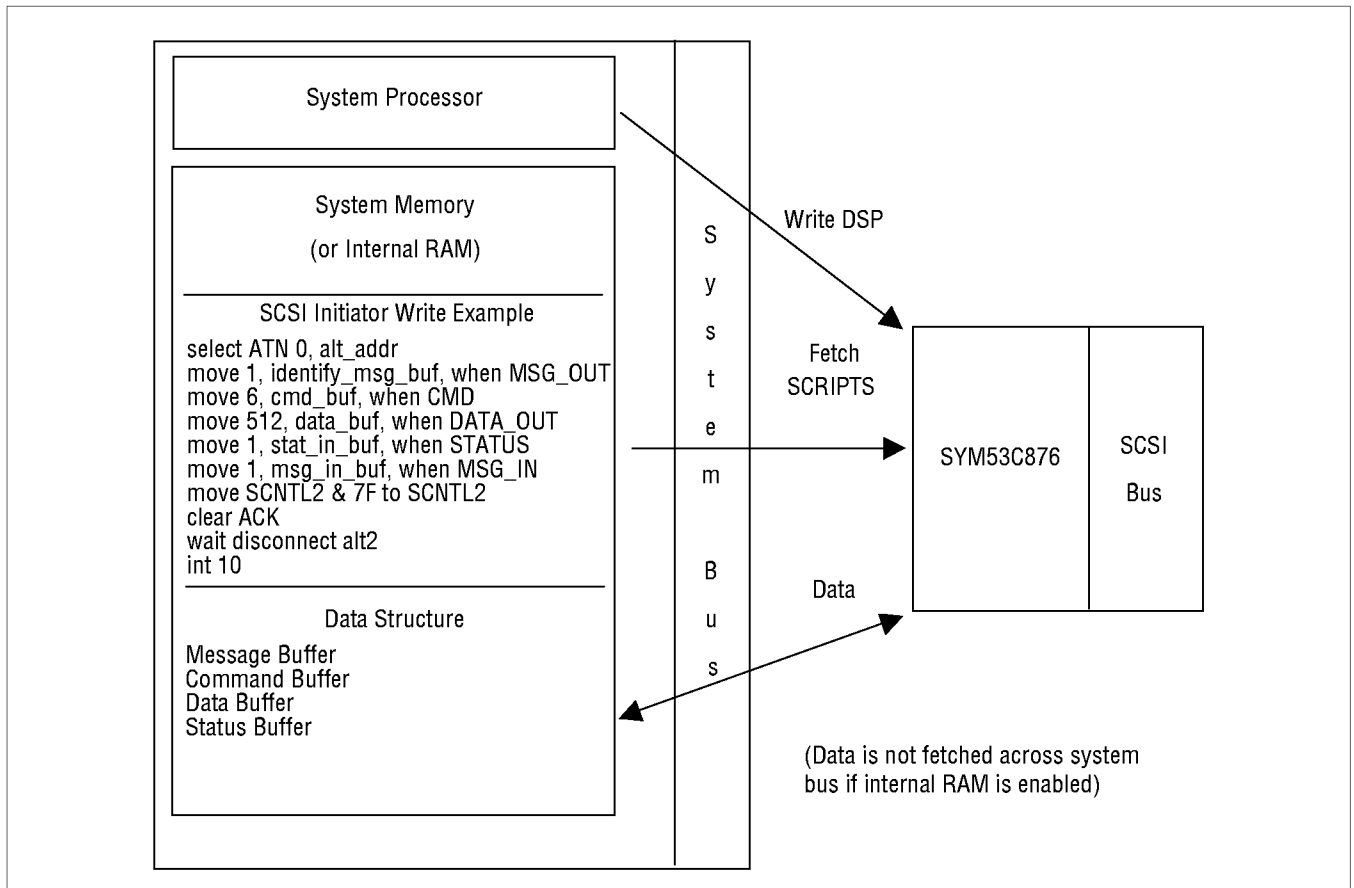 System Processor
System Memory
(or Internal RAM)
SCSI Initiator Write Example
select ATN 0, alt_addr
move 1, identify_msg_buf, when MSG_OUT
move 6, cmd_buf, when CMD
move 512, data_buf, when DATA_OUT
move 1, stat_in_buf, when STATUS
move 1, msg_in_buf, when MSG_IN
move SCNTL2 & 7F to SCNTL2
clear ACK
wait disconnect alt2
int 10
Data Structure
Message Buffer
Command Buffer
Data Buffer
Status Buffer
System Bus
Write DSP
Fetch
SCRIPTS
Data
SYM53C876
SCSI
Bus
(Data is not fetched across system
bus if internal RAM is enabled)